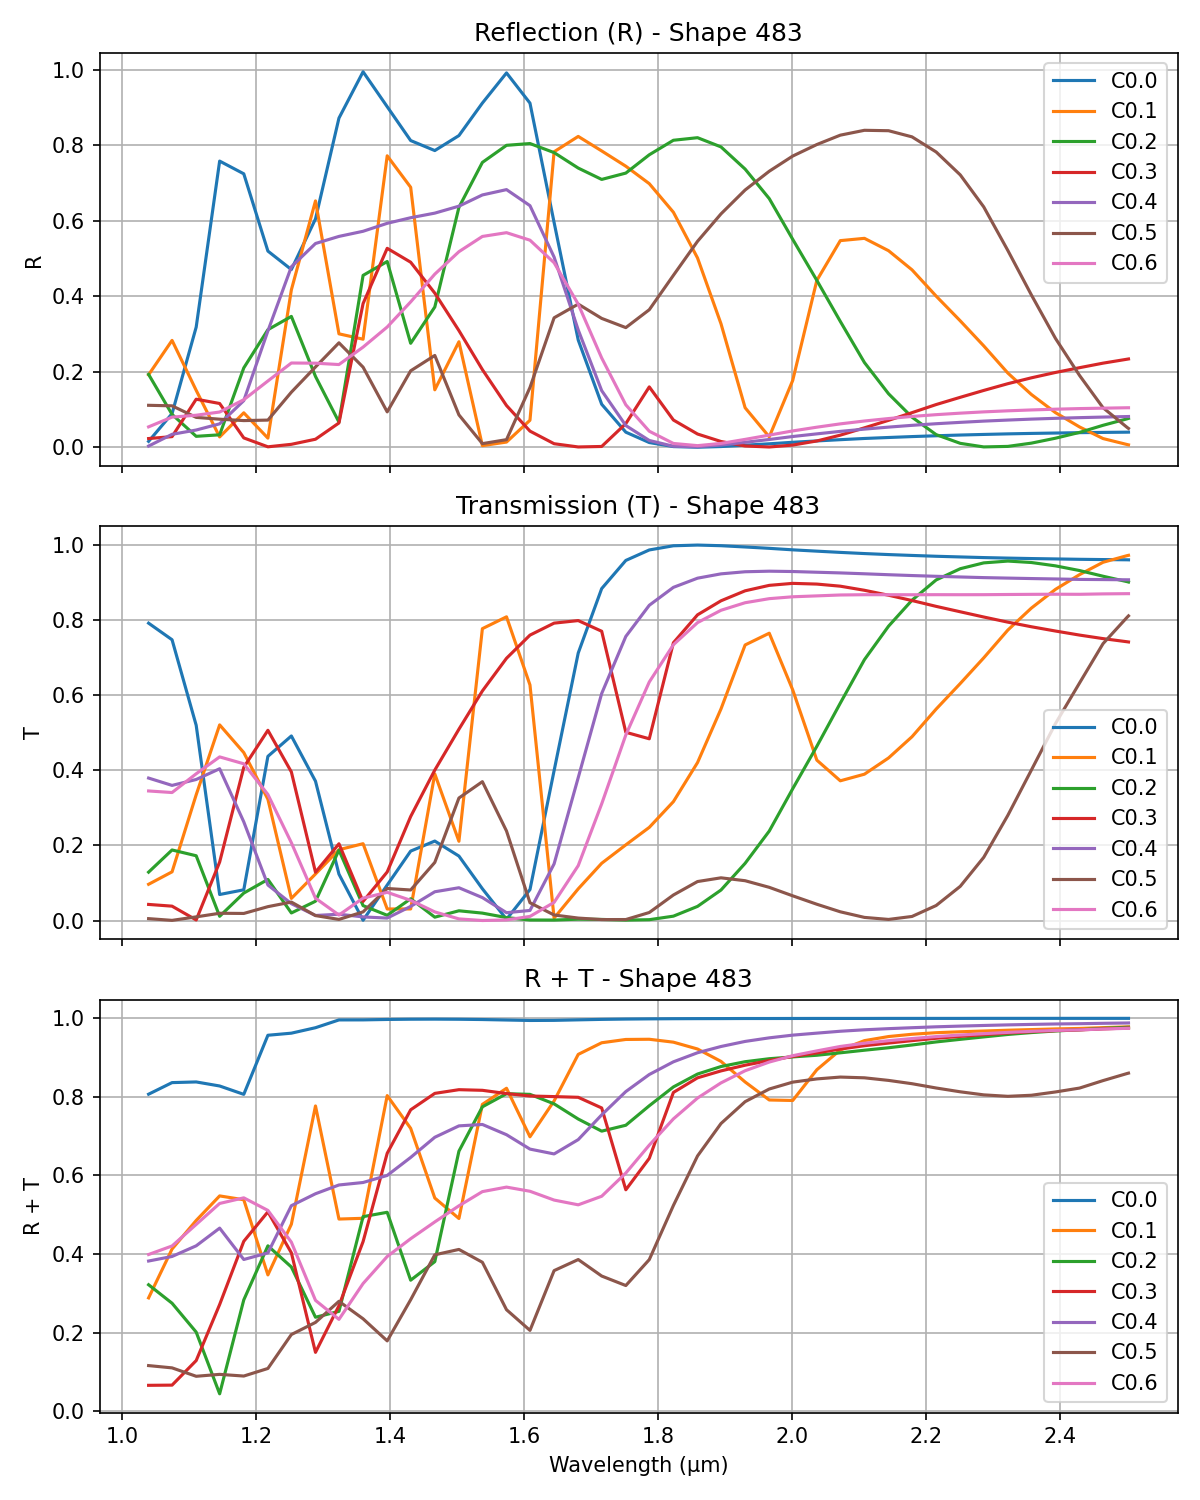 Reflection (R) - Shape 483
1.0
0.8
0.6
0.4
0.2
0.0
R
C0.0
C0.1
C0.2
C0.3
C0.4
C0.5
C0.6
Transmission (T) - Shape 483
1.0
0.8
0.6
0.4
0.2
0.0
T
C0.0
C0.1
C0.2
C0.3
C0.4
C0.5
C0.6
R + T - Shape 483
1.0
0.8
0.6
0.4
0.2
0.0
R + T
C0.0
C0.1
C0.2
C0.3
C0.4
C0.5
C0.6
1.0 1.2 1.4 1.6 1.8 2.0 2.2 2.4
Wavelength (μm)